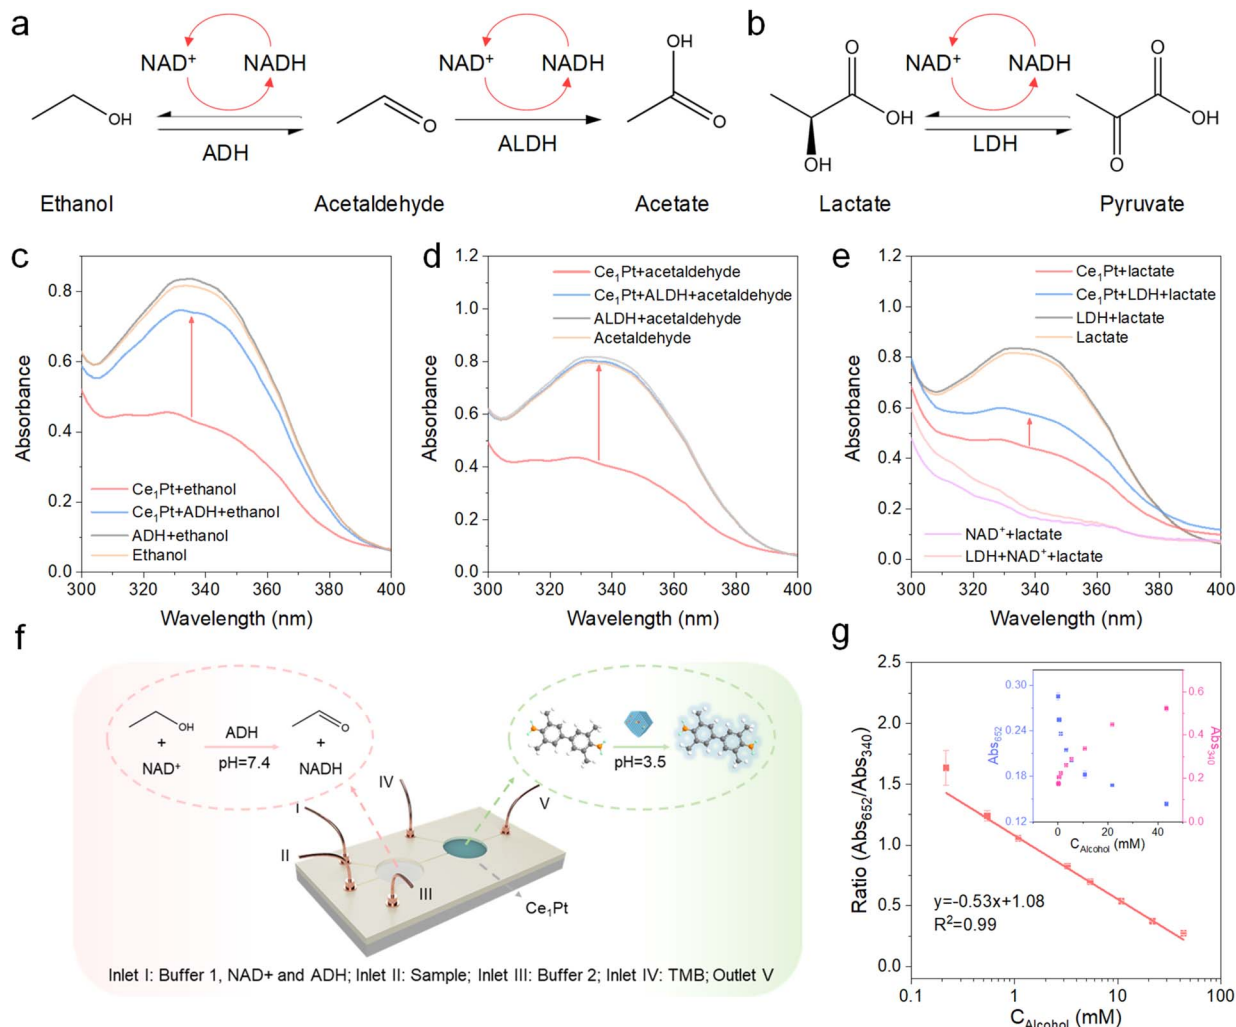 a
NAD⁺ NADH
NAD⁺ NADH
OH
O
OH
ADH
ALDH
O
Ethanol Acetaldehyde Acetate
b
NAD⁺ NADH
O
O
OH
OH
LDH
OH
O
Lactate Pyruvate
c
Absorbance
0.8
0.6
0.4
0.2
0.0
Ce₁Pt+ethanol
Ce₁Pt+ADH+ethanol
ADH+ethanol
Ethanol
300 320 340 360 380 400
Wavelength (nm)
d
Absorbance
1.2
1.0
0.8
0.6
0.4
0.2
0.0
Ce₁Pt+acetaldehyde
Ce₁Pt+ALDH+acetaldehyde
ALDH+acetaldehyde
Acetaldehyde
300 320 340 360 380 400
Wavelength (nm)
e
Absorbance
1.2
1.0
0.8
0.6
0.4
0.2
0.0
Ce₁Pt+lactate
Ce₁Pt+LDH+lactate
LDH+lactate
Lactate
NAD⁺+lactate
LDH+NAD⁺+lactate
300 320 340 360 380 400
Wavelength (nm)
f
OH
+
NAD⁺
ADH
pH=7.4
O
+
NADH
pH=3.5
I
II
III
IV
V
Ce₁Pt
Inlet I: Buffer 1, NAD+ and ADH; Inlet II: Sample; Inlet III: Buffer 2; Inlet IV: TMB; Outlet V
g
Ratio (Abs₆₅₂/Abs₃₄₀)
2.5
2.0
1.5
1.0
0.5
0.0
y=-0.53x+1.08
R²=0.99
0.1 1 10 100
C_Alcohol (mM)
Abs₆₅₂
0.30
0.24
0.18
0.12
0.6
0.4
0.2
0.0
Abs₃₄₀
0 20 40
C_Alcohol (mM)